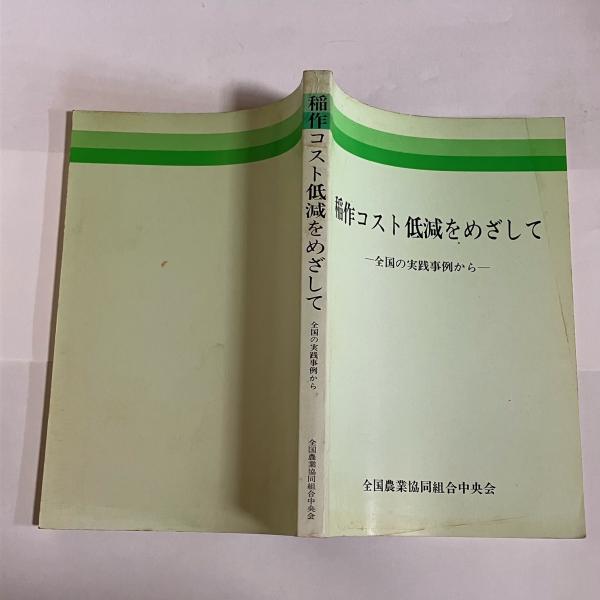 稲作コスト低減をめざして
全国の実践事例から
全国農業協同組合中央会
稲作コスト低減をめざして
—全国の実践事例から—
全国農業協同組合中央会